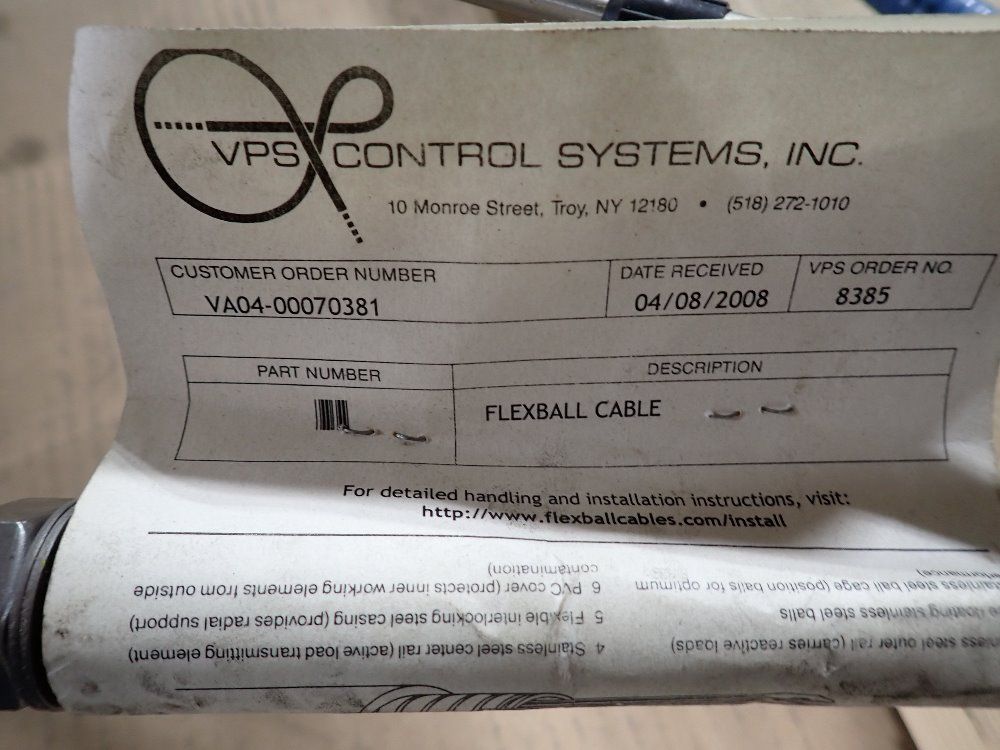 VPS CONTROL SYSTEMS, INC.
10 Monroe Street, Troy, NY 12180 • (518) 272-1010
CUSTOMER ORDER NUMBER
VA04-00070381
DATE RECEIVED
04/08/2008
VPS ORDER NO.
8385
PART NUMBER
DESCRIPTION
FLEXBALL CABLE
For detailed handling and installation instructions, visit:
http://www.flexballcables.com/install
steel outer rail (carries reactive loads)
floating stainless steel balls
stainless steel ball cage (position balls for optimum
performance)
4 Stainless steel center rail (active load transmitting element)
5 Flexible interlocking steel casing (provides radial support)
6 PVC cover (protects inner working elements from outside
contamination)